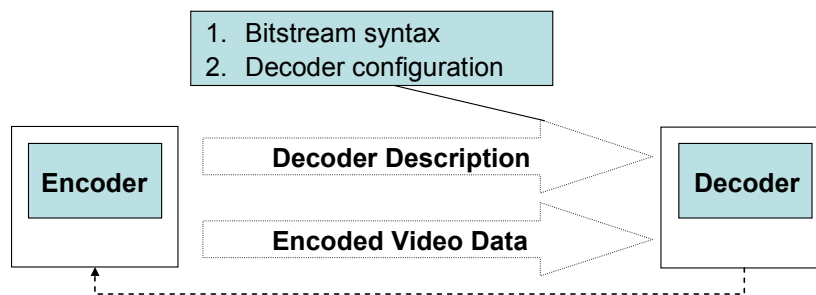 1. Bitstream syntax
2. Decoder configuration
Decoder Description
Encoder
Decoder
Encoded Video Data